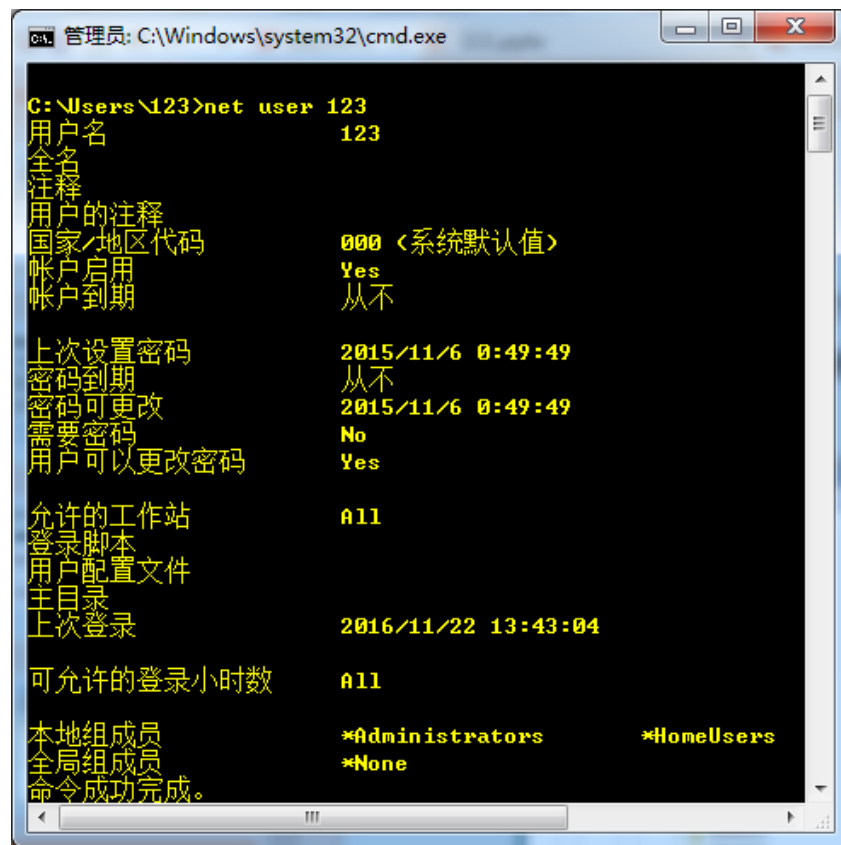 管理员: C:\Windows\system32\cmd.exe
C:\Users\123>net user 123
用户名 123
全名
注释
用户的注释
国家/地区代码 000 (系统默认值)
帐户启用 Yes
帐户到期 从不
上次设置密码 2015/11/6 0:49:49
密码到期 从不
密码可更改 2015/11/6 0:49:49
需要密码 No
用户可以更改密码 Yes
允许的工作站 All
登录脚本
用户配置文件
主目录
上次登录 2016/11/22 13:43:04
可允许的登录小时数 All
本地组成员 *Administrators *HomeUsers
全局组成员 *None
命令成功完成。